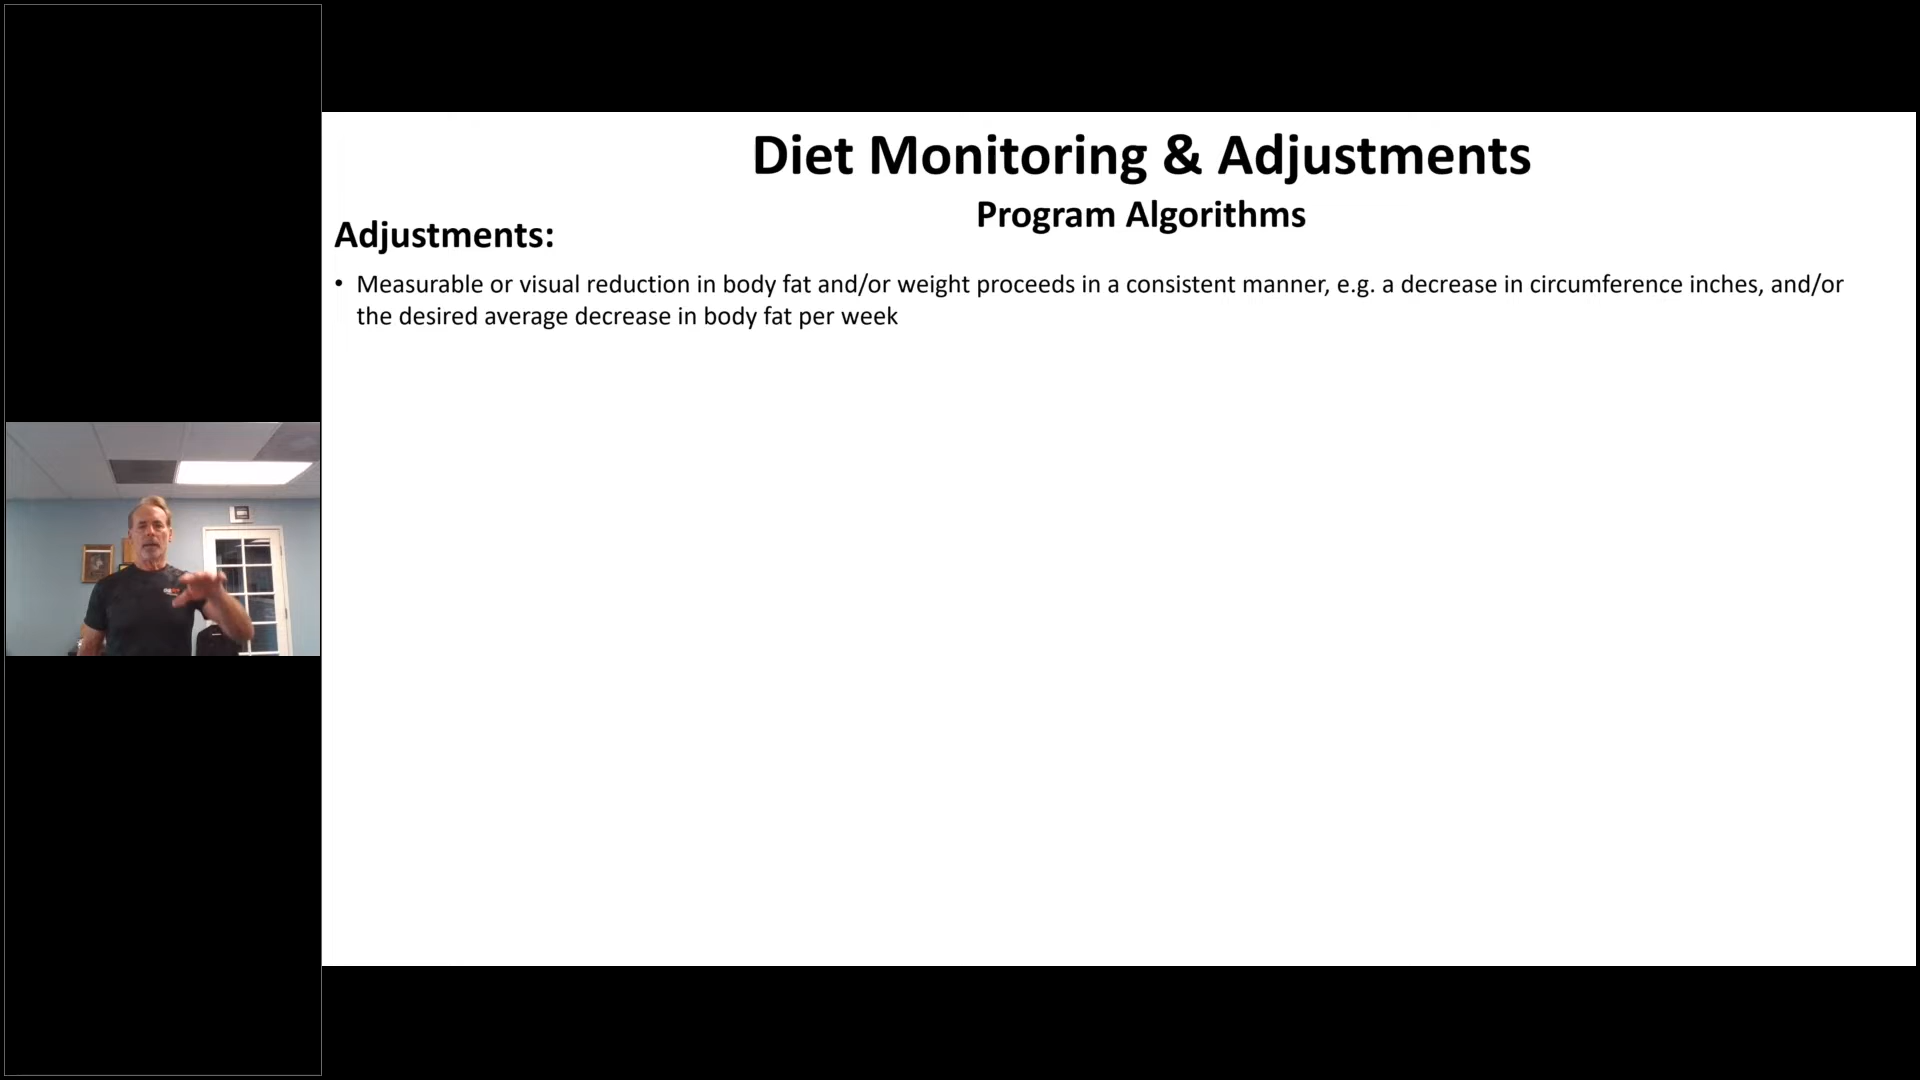 Diet Monitoring & Adjustments
Program Algorithms
Adjustments:
• Measurable or visual reduction in body fat and/or weight proceeds in a consistent manner, e.g. a decrease in circumference inches, and/or
the desired average decrease in body fat per week